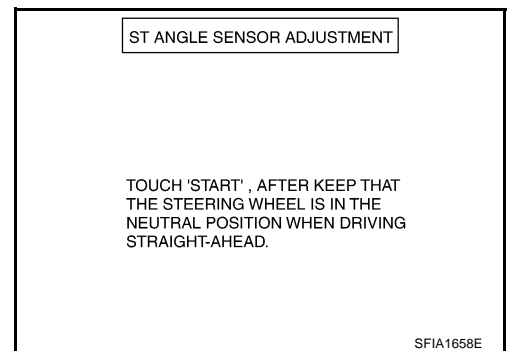 ST ANGLE SENSOR ADJUSTMENT
TOUCH 'START' , AFTER KEEP THAT
THE STEERING WHEEL IS IN THE
NEUTRAL POSITION WHEN DRIVING
STRAIGHT-AHEAD.
SFIA1658E